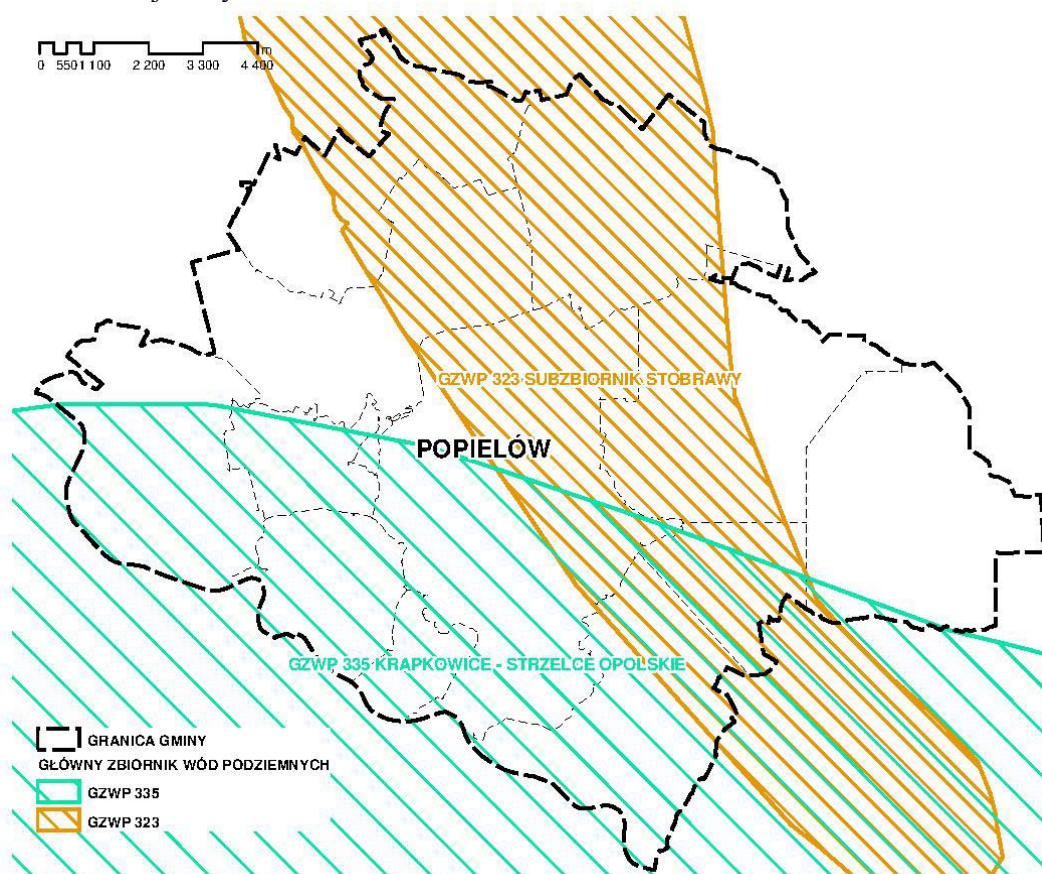 m
0 550 1 100 2 200 3 300 4 400
GZWP 323 SUBZBIORNIK STOBRAWY
POPIELÓW
GZWP 335 KRAPKOWICE - STRZELCE OPOLSKIE
GRANICA GMINY
GŁÓWNY ZBIORNIK WÓD PODZIEMNYCH
GZWP 335
GZWP 323